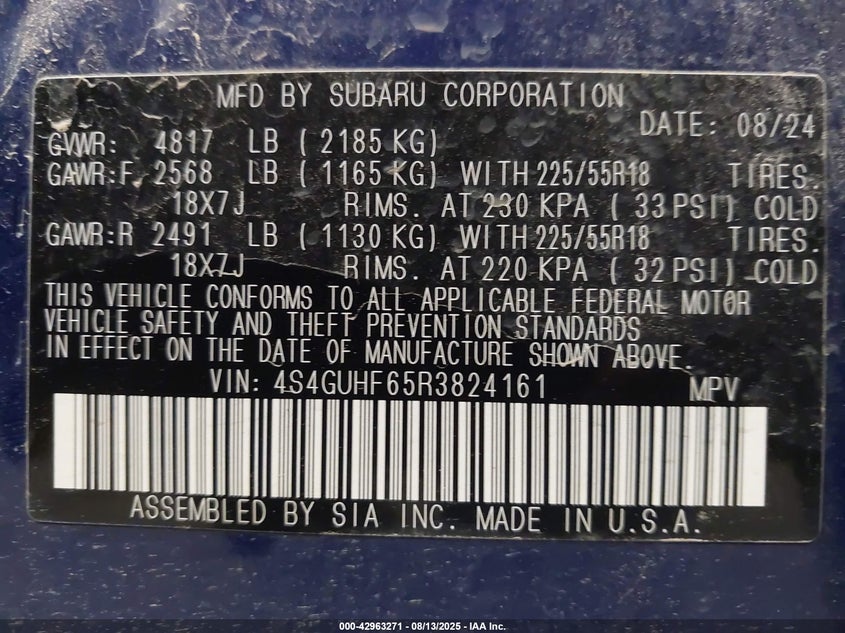 MFD BY SUBARU CORPORATION
DATE: 08/24
GVWR: 4817 LB ( 2185 KG)
GAWR:F 2568 LB ( 1165 KG) WITH 225/55R18 TIRES.
18X7J RIMS. AT 230 KPA ( 33 PSI) COLD
GAWR:R 2491 LB ( 1130 KG) WITH 225/55R18 TIRES.
18X7J RIMS. AT 220 KPA ( 32 PSI) COLD
THIS VEHICLE CONFORMS TO ALL APPLICABLE FEDERAL MOTOR
VEHICLE SAFETY AND THEFT PREVENTION STANDARDS
IN EFFECT ON THE DATE OF MANUFACTURE SHOWN ABOVE.
VIN: 4S4GUHF65R3824161 MPV
ASSEMBLED BY SIA INC. MADE IN U.S.A.
000-42963271 - 08/13/2025 - IAA Inc.